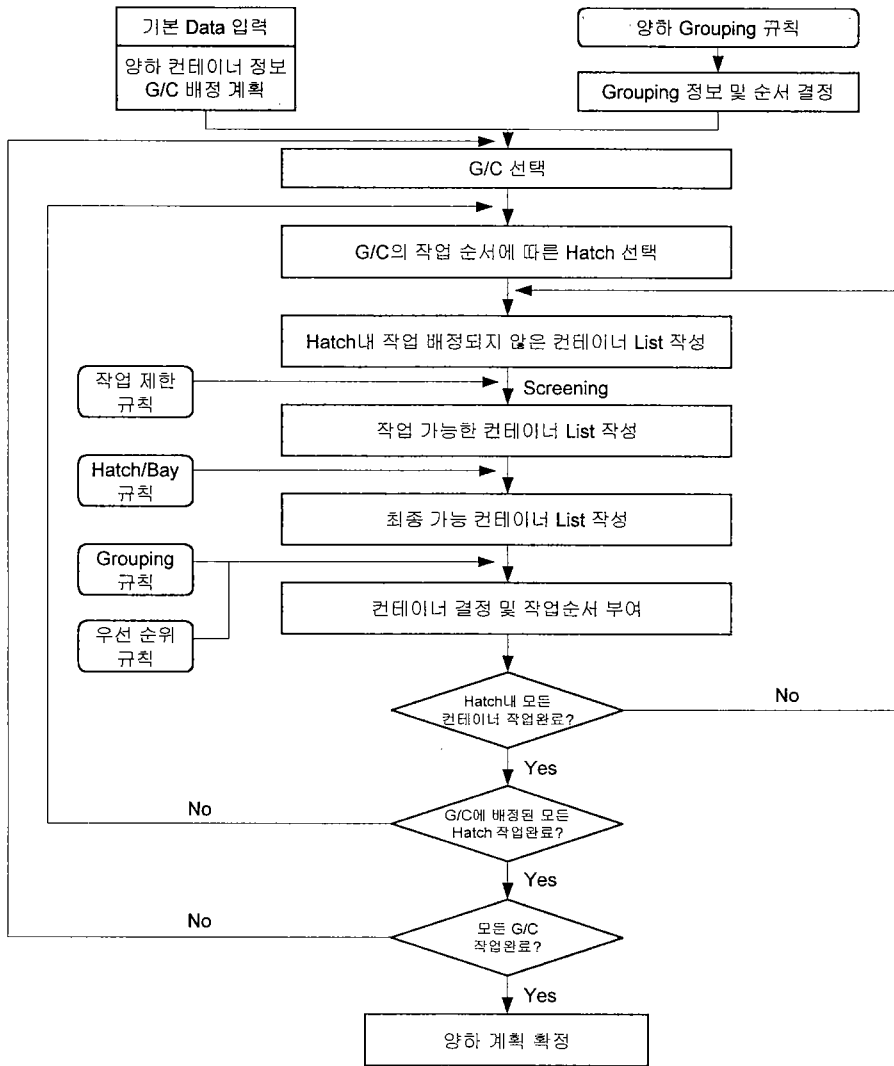 기본 Data 입력
양하 컨테이너 정보
G/C 배정 계획
양하 Grouping 규칙
Grouping 정보 및 순서 결정
G/C 선택
G/C의 작업 순서에 따른 Hatch 선택
Hatch내 작업 배정되지 않은 컨테이너 List 작성
작업 제한
규칙
Screening
작업 가능한 컨테이너 List 작성
Hatch/Bay
규칙
최종 가능 컨테이너 List 작성
Grouping
규칙
컨테이너 결정 및 작업순서 부여
우선 순위
규칙
Hatch내 모든
컨테이너 작업완료?
No
Yes
G/C에 배정된 모든
Hatch 작업완료?
No
Yes
모든 G/C
작업완료?
No
Yes
양하 계획 확정